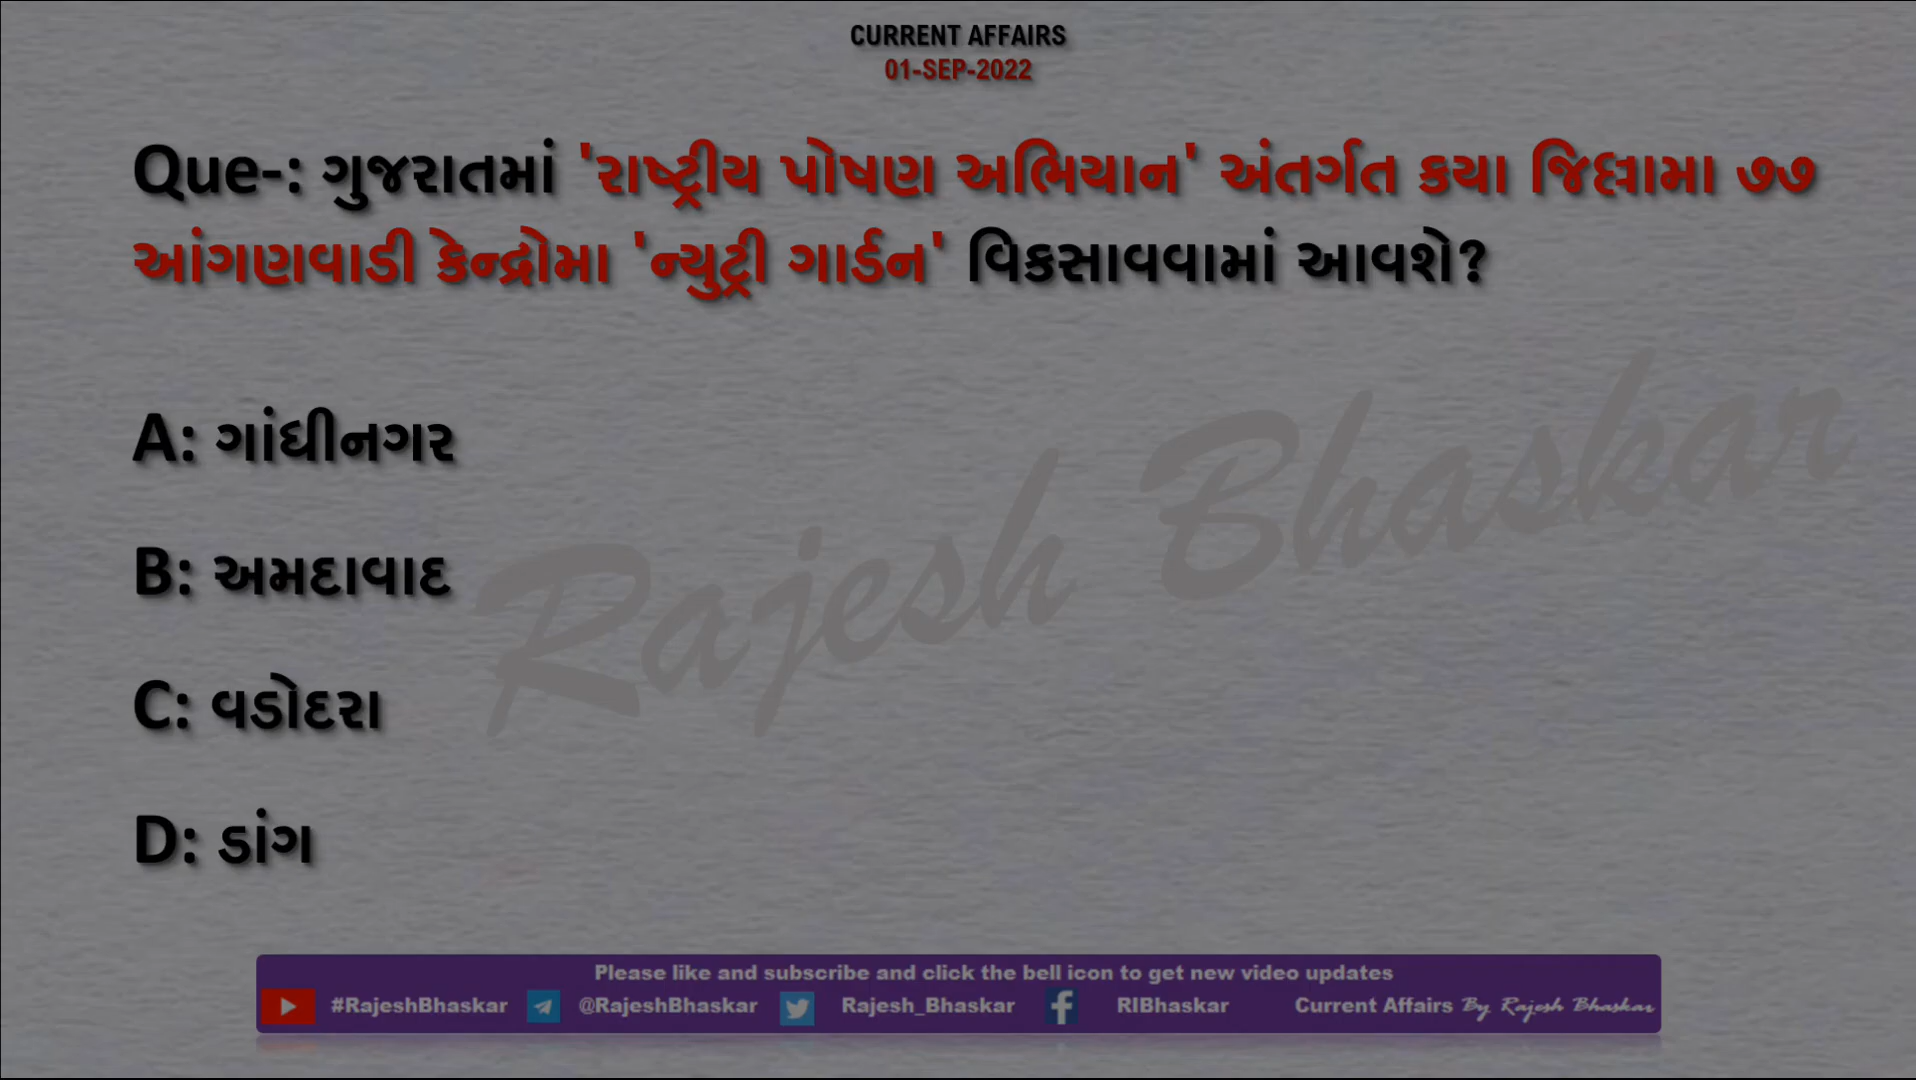 CURRENT AFFAIRS
01-SEP-2022
Que-: ગુજરાતમાં 'રાષ્ટ્રીય પોષણ અભિયાન' અંતર્ગત કયા જિલ્લામા ૭૭
આંગણવાડી કેન્દ્રોમા 'ન્યુટ્રી ગાર્ડન' વિકસાવવામાં આવશે?
A: ગાંધીનગર
B: અમદાવાદ
C: વડોદરા
D: ડાંગ
Rajesh Bhaskar
Please like and subscribe and click the bell icon to get new video updates
#RajeshBhaskar @RajeshBhaskar Rajesh_Bhaskar RIBhaskar Current Affairs By Rajesh Bhaskar